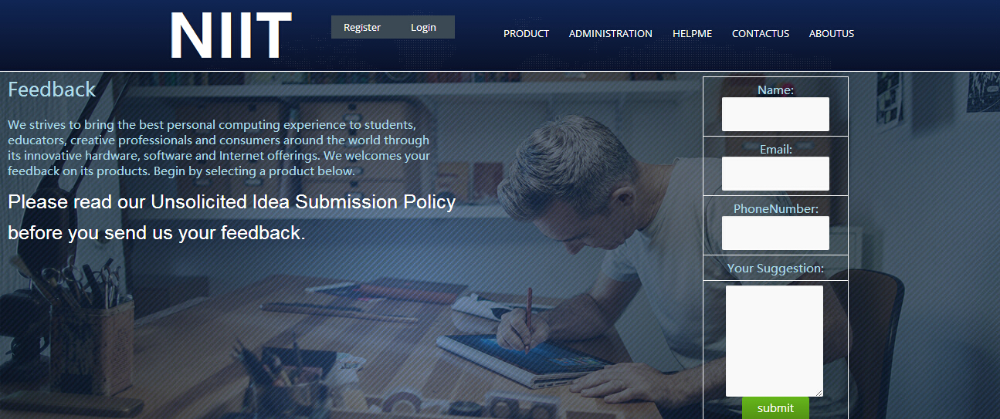 NIIT
Register
Login
PRODUCT
ADMINISTRATION
HELPME
CONTACTUS
ABOUTUS
Feedback
We strives to bring the best personal computing experience to students,
educators, creative professionals and consumers around the world through
its innovative hardware, software and Internet offerings. We welcomes your
feedback on its products. Begin by selecting a product below.
Please read our Unsolicited Idea Submission Policy
before you send us your feedback.
Name:
Email:
PhoneNumber:
Your Suggestion:
submit